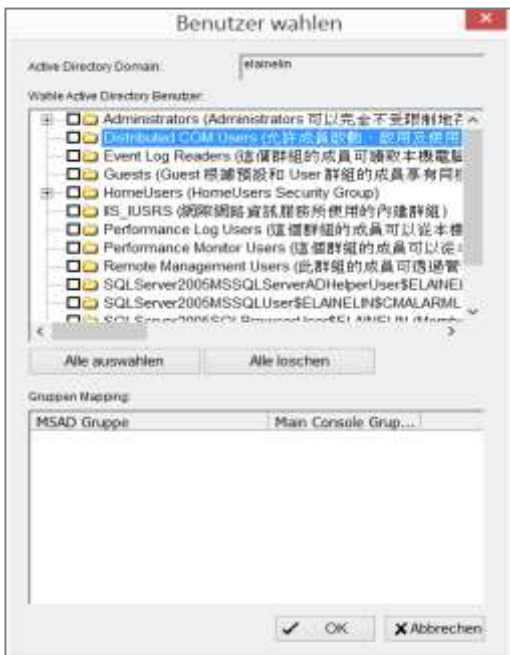 Benutzer wahlen
Active Directory Domain:
elainelin
Wahle Active Directory Benutzer:
Administrators (Administrators 可以完全不受限制地存
Distributed COM Users (允許成員啟動、啟用及使用
Event Log Readers (這個群組的成員可讀取本機電腦
Guests (Guest 根據預設和 User 群組的成員享有同樣
HomeUsers (HomeUsers Security Group)
IIS_IUSRS (網際網路資訊服務所使用的內建群組)
Performance Log Users (這個群組的成員可以從本機
Performance Monitor Users (這個群組的成員可以從本
Remote Management Users (此群組的成員可透過管
SQLServer2005MSSQLServerADHelperUser$ELAINEL
SQLServer2005MSSQLUser$ELAINELIN$CMALARML
SQLServer2005SQLBrowserUser$ELAINELIN (Membe
Alle auswahlen
Alle loschen
Gruppen Mapping:
MSAD Gruppe
Main Console Grup...
OK
Abbrechen